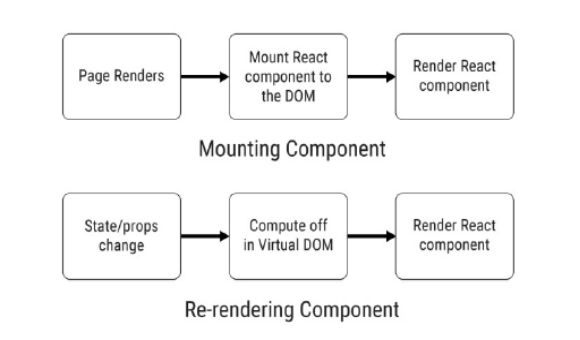 Page Renders
Mount React
component to
the DOM
Render React
component
Mounting Component
State/props
change
Compute off
in Virtual DOM
Render React
component
Re-rendering Component